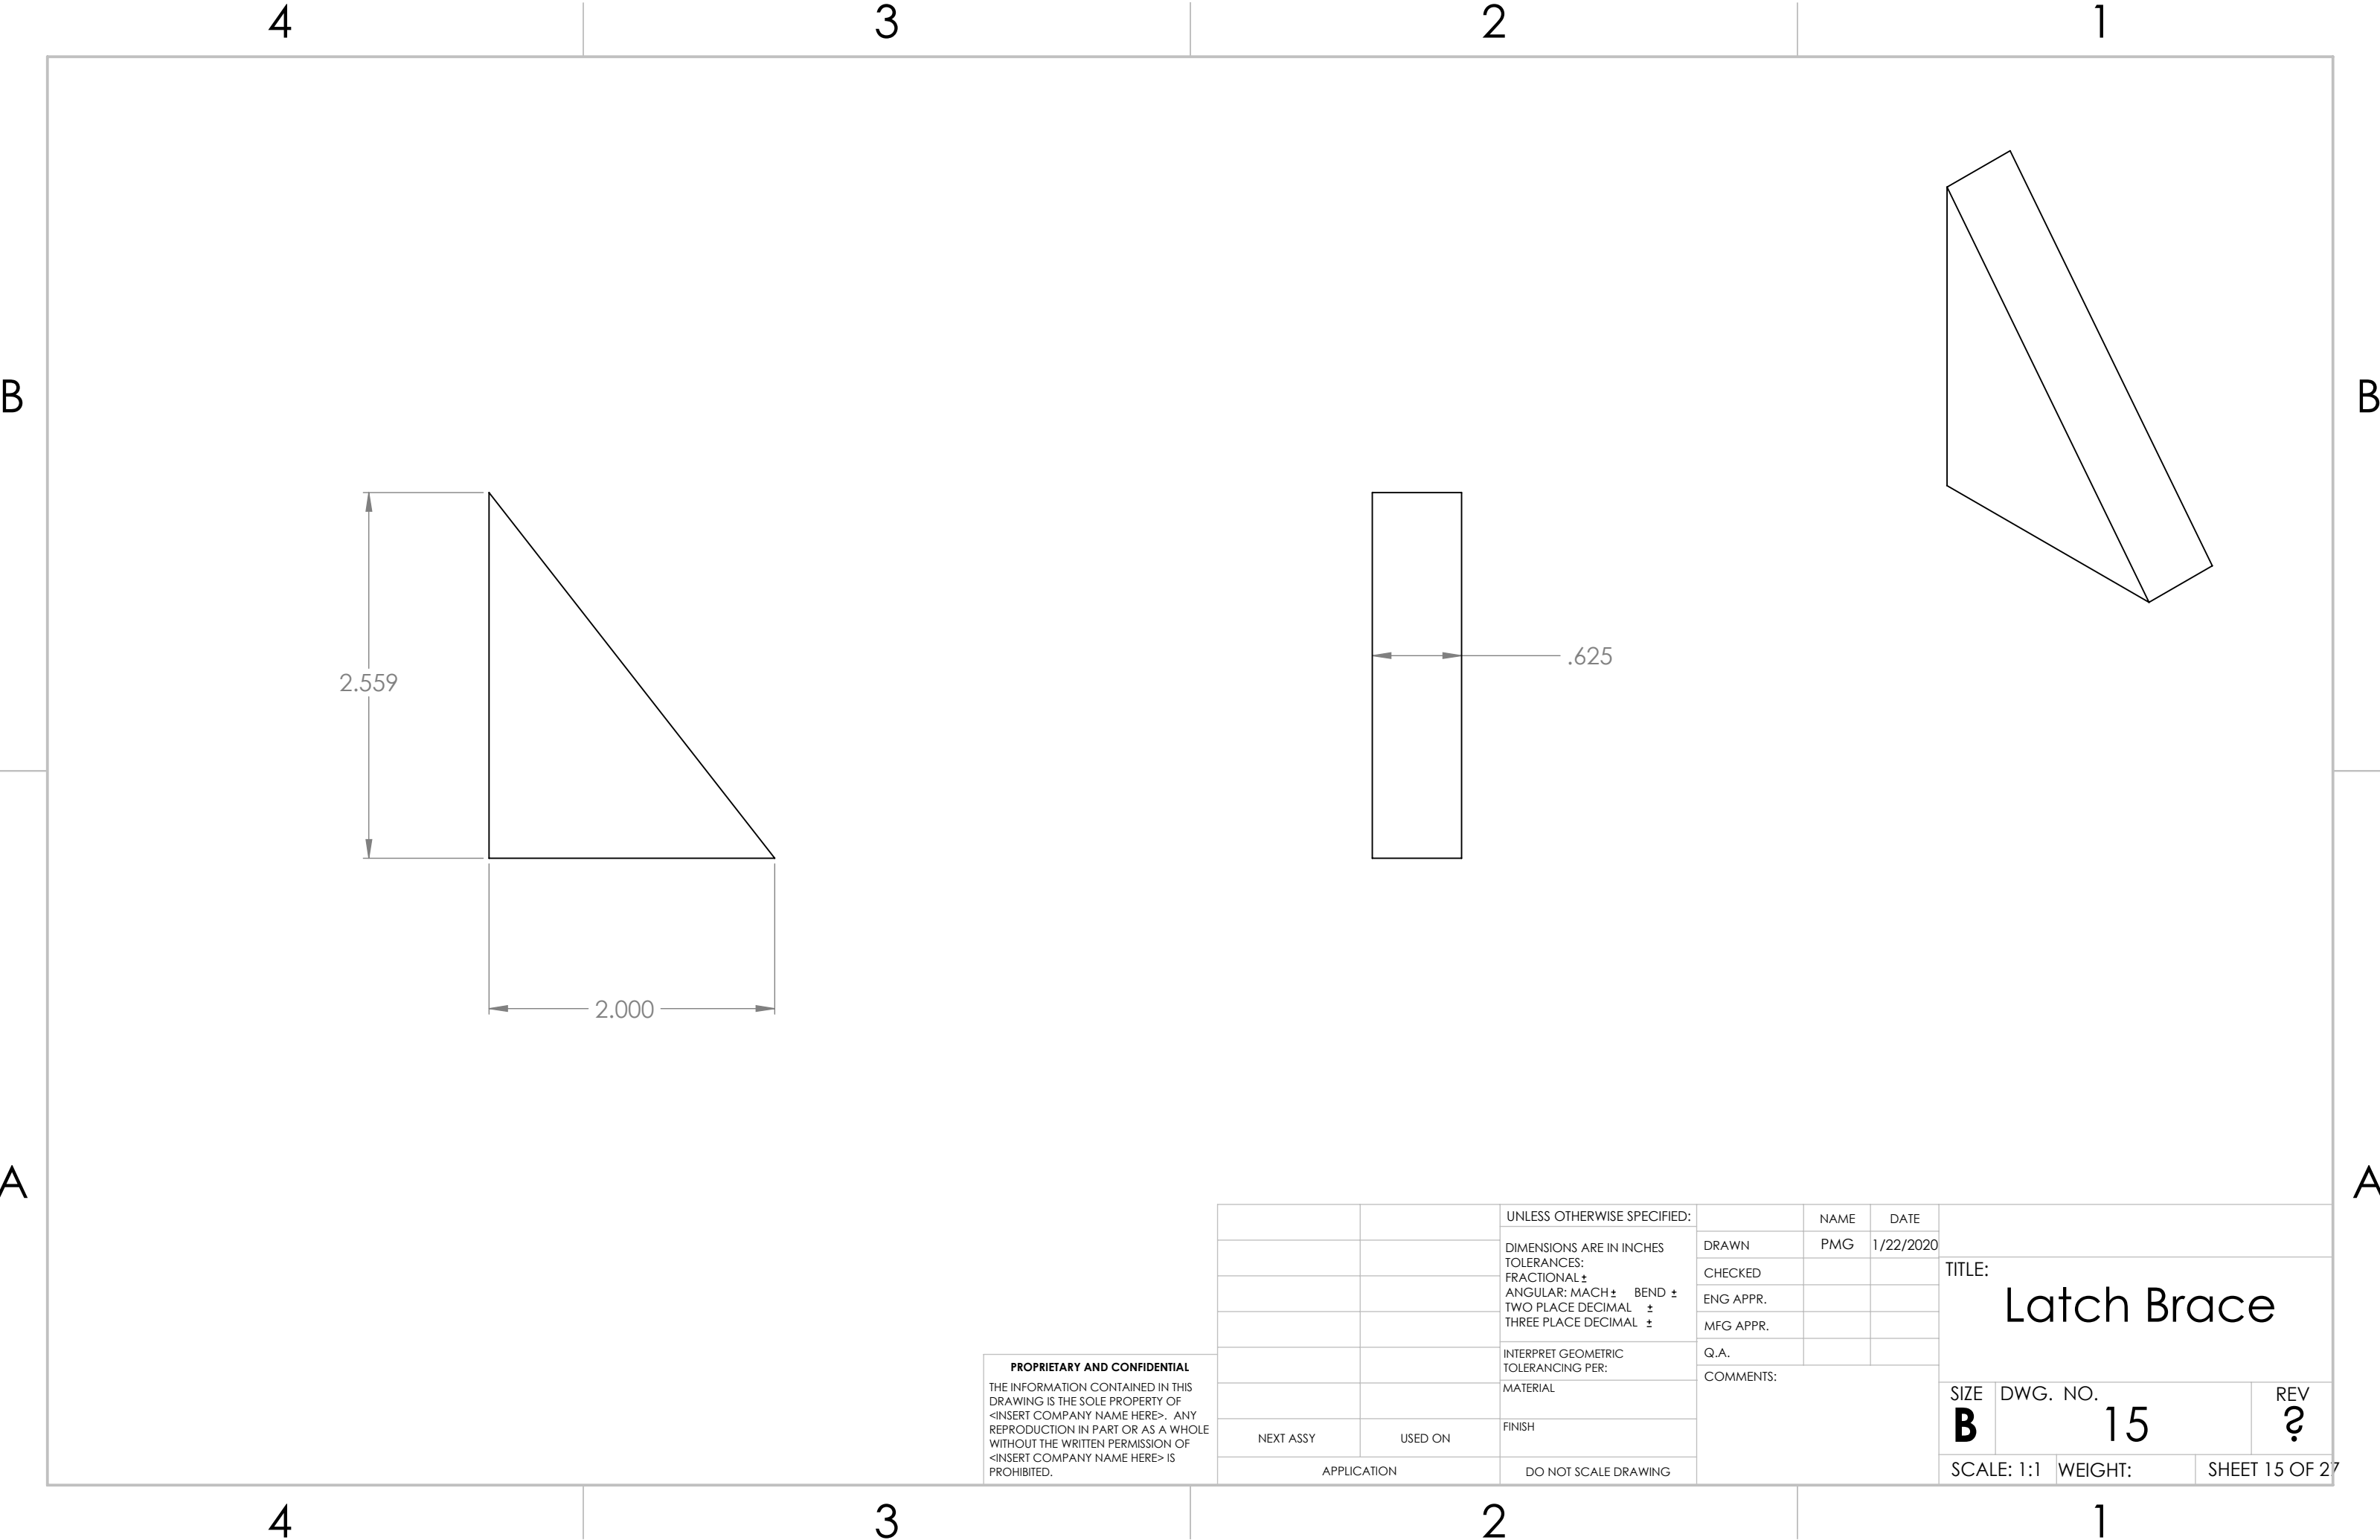 4 3 2 1
B B
2.559
.625
2.000
A A
PROPRIETARY AND CONFIDENTIAL
THE INFORMATION CONTAINED IN THIS
DRAWING IS THE SOLE PROPERTY OF
<INSERT COMPANY NAME HERE>. ANY
REPRODUCTION IN PART OR AS A WHOLE
WITHOUT THE WRITTEN PERMISSION OF
<INSERT COMPANY NAME HERE> IS
PROHIBITED.
NEXT ASSY USED ON
APPLICATION
UNLESS OTHERWISE SPECIFIED:
DIMENSIONS ARE IN INCHES
TOLERANCES:
FRACTIONAL ±
ANGULAR: MACH ± BEND ±
TWO PLACE DECIMAL ±
THREE PLACE DECIMAL ±
INTERPRET GEOMETRIC
TOLERANCING PER:
MATERIAL
FINISH
DO NOT SCALE DRAWING
NAME DATE
DRAWN PMG 1/22/2020
CHECKED
ENG APPR.
MFG APPR.
Q.A.
COMMENTS:
TITLE:
Latch Brace
SIZE DWG. NO. REV
B 15 ?
SCALE: 1:1 WEIGHT: SHEET 15 OF 27
4 3 2 1